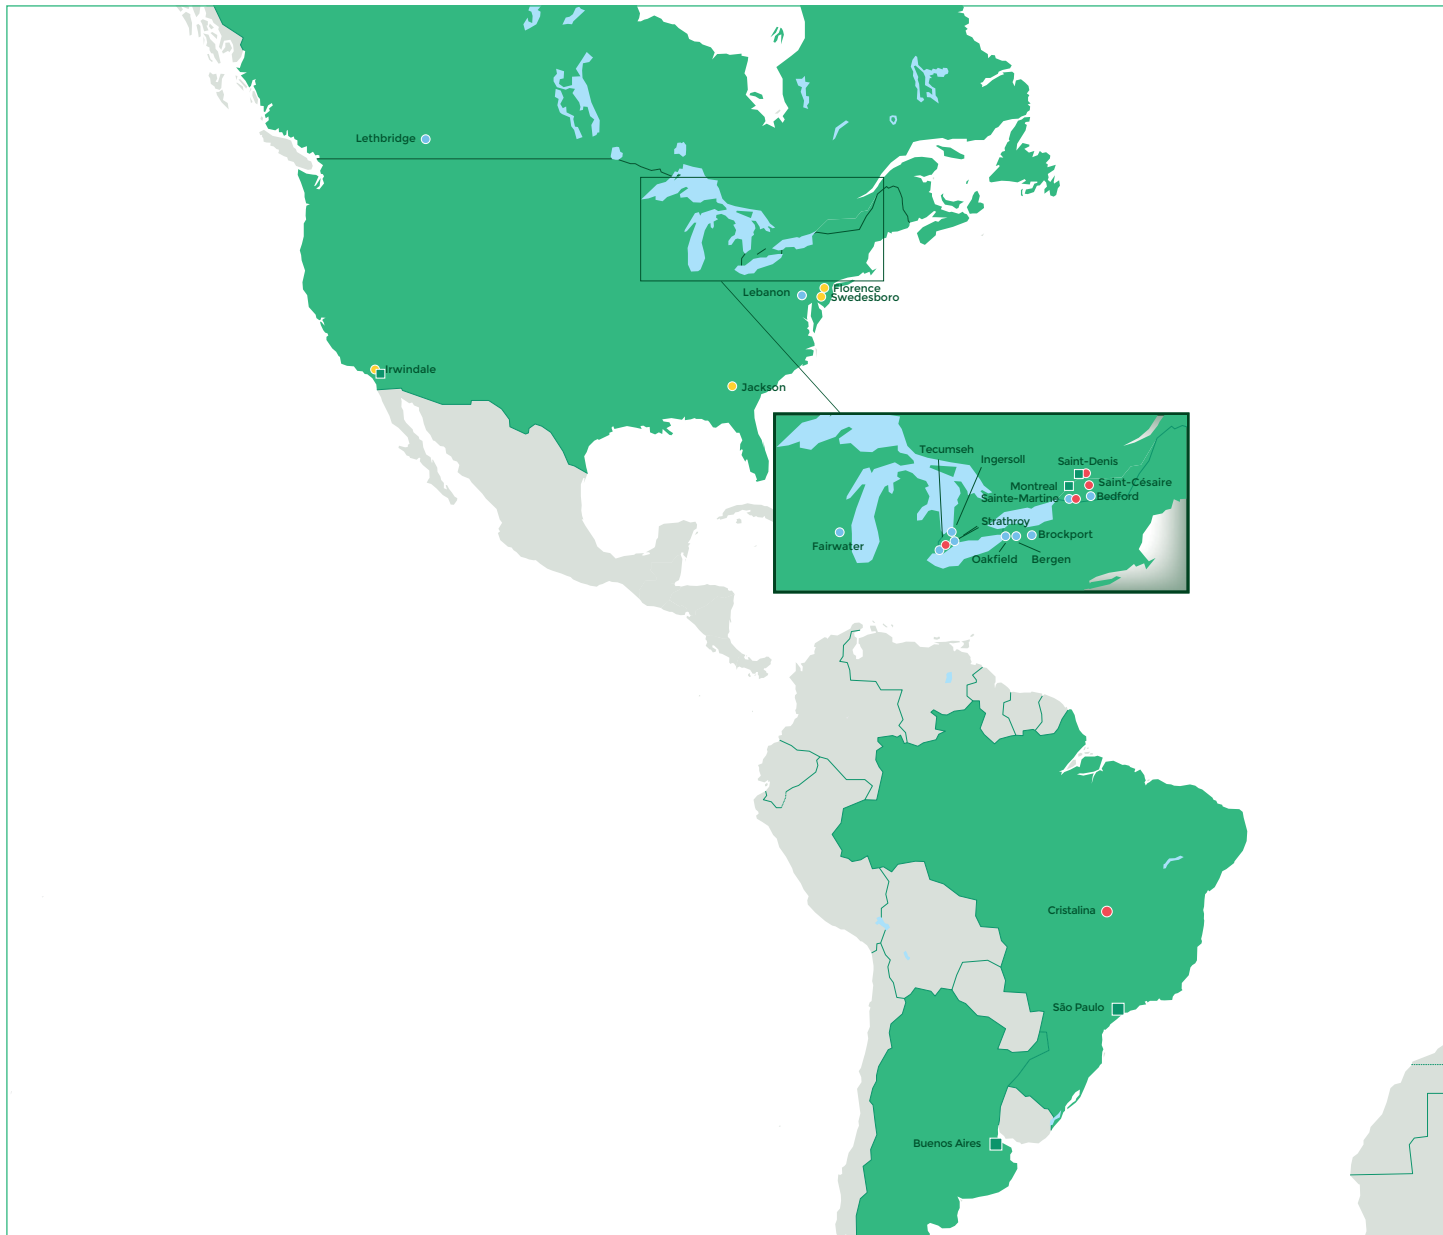 Lethbridge
Lebanon
Florence
Swedesboro
Irwindale
Jackson
Tecumseh
Ingersoll
Saint-Denis
Montreal
Saint-Césaire
Sainte-Martine
Bedford
Strathroy
Brockport
Fairwater
Oakfield
Bergen
Cristalina
São Paulo
Buenos Aires